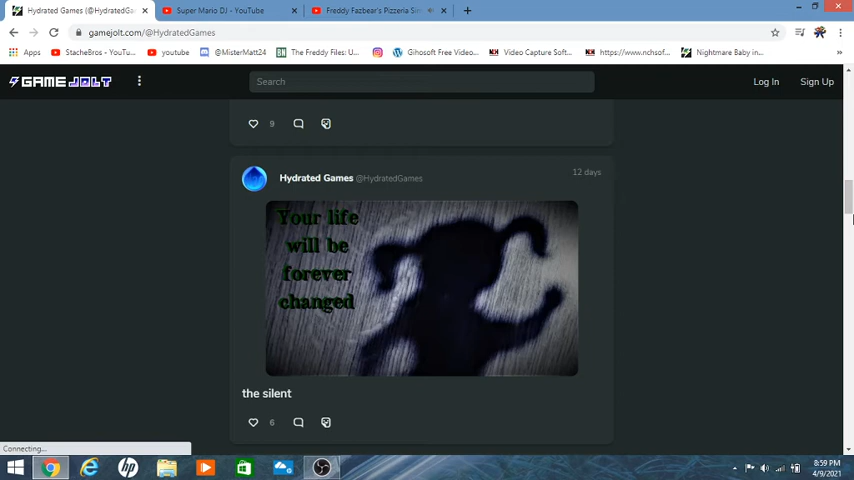 Hydrated Games (@HydratedGa
Super Mario DJ - YouTube
Freddy Fazbear's Pizzeria Sim
gamejolt.com/@HydratedGames
Apps
StacheBros - YouTu...
youtube
@MisterMatt24
The Freddy Files: U...
Gihosoft Free Video...
Video Capture Soft...
https://www.nchsof...
Nightmare Baby in...
GAME JOLT
Search
Log In
Sign Up
9
Hydrated Games @HydratedGames
12 days
Your life
will be
forever
changed
the silent
6
Connecting...
8:59 PM
4/9/2021